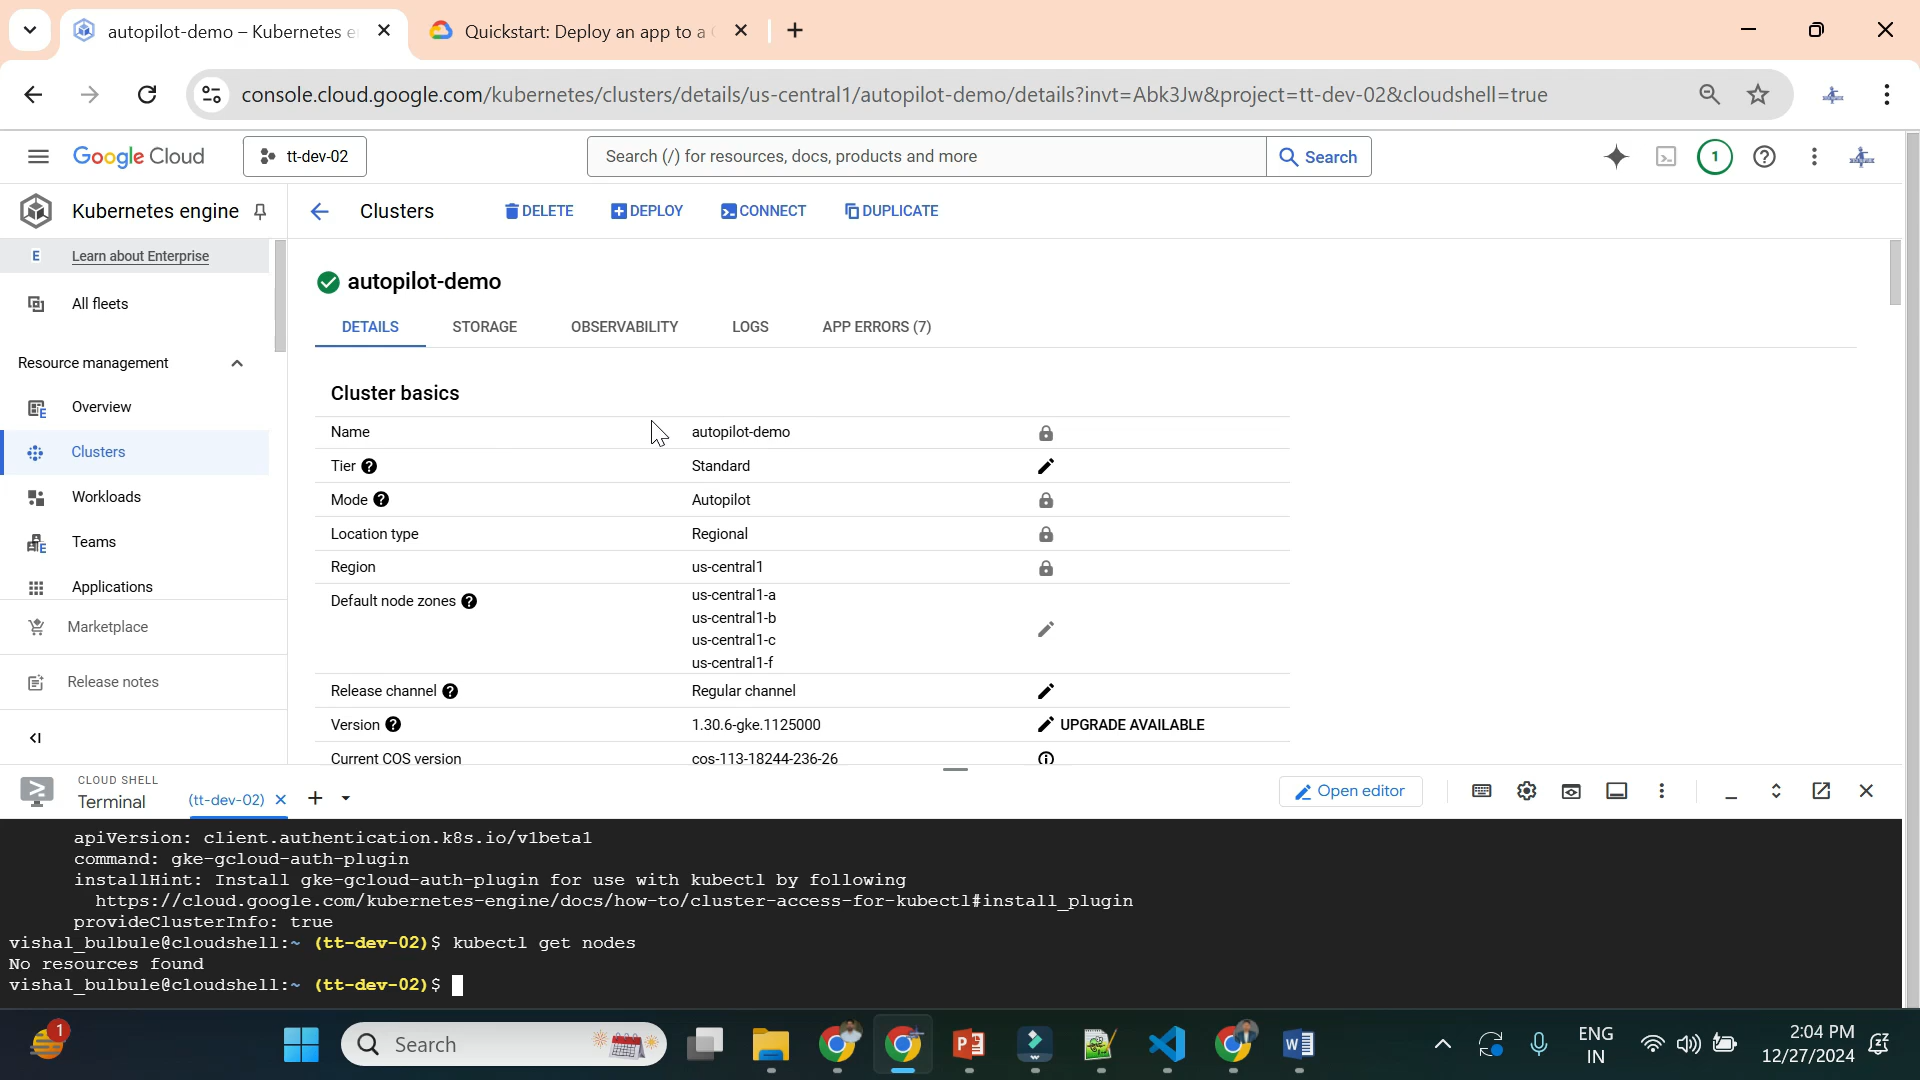 autopilot-demo – Kubernetes e
Quickstart: Deploy an app to a
console.cloud.google.com/kubernetes/clusters/details/us-central1/autopilot-demo/details?invt=Abk3Jw&project=tt-dev-02&cloudshell=true
Google Cloud
tt-dev-02
Search (/) for resources, docs, products and more
Search
1
Kubernetes engine
Clusters
DELETE
DEPLOY
CONNECT
DUPLICATE
E
Learn about Enterprise
All fleets
Resource management
Overview
Clusters
Workloads
Teams
Applications
Marketplace
Release notes
autopilot-demo
DETAILS
STORAGE
OBSERVABILITY
LOGS
APP ERRORS (7)
Cluster basics
Name autopilot-demo
Tier Standard
Mode Autopilot
Location type Regional
Region us-central1
Default node zones us-central1-a
us-central1-b
us-central1-c
us-central1-f
Release channel Regular channel
Version 1.30.6-gke.1125000 UPGRADE AVAILABLE
Current COS version cos-113-18244-236-26
CLOUD SHELL
Terminal
(tt-dev-02)
Open editor
apiVersion: client.authentication.k8s.io/v1beta1
command: gke-gcloud-auth-plugin
installHint: Install gke-gcloud-auth-plugin for use with kubectl by following
https://cloud.google.com/kubernetes-engine/docs/how-to/cluster-access-for-kubectl#install_plugin
provideClusterInfo: true
vishal_bulbule@cloudshell:~ (tt-dev-02)$ kubectl get nodes
No resources found
vishal_bulbule@cloudshell:~ (tt-dev-02)$
1
Search
ENG
IN
2:04 PM
12/27/2024